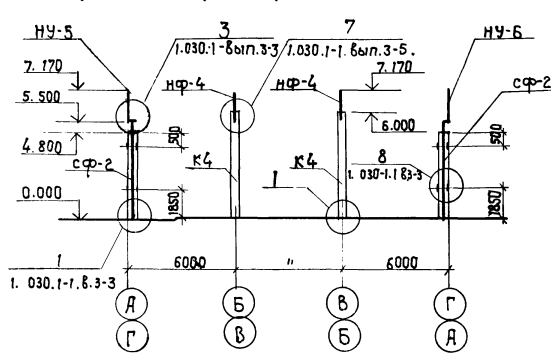 НУ-5
3
1.030.1-вып.3-3
7
1.030.1-1.вып.3-5.
НУ-Б
7.170
НФ-4
НФ-4
7.170
СФ-2
5.500
6.000
4.800
500
500
СФ-2
К4
К4
8
1.030-1.1 в.3-3
1
0.000
1850
1850
1
1.030.1-1.в.3-3
6000
"
6000
А
Б
В
Г
Г
В
Б
А